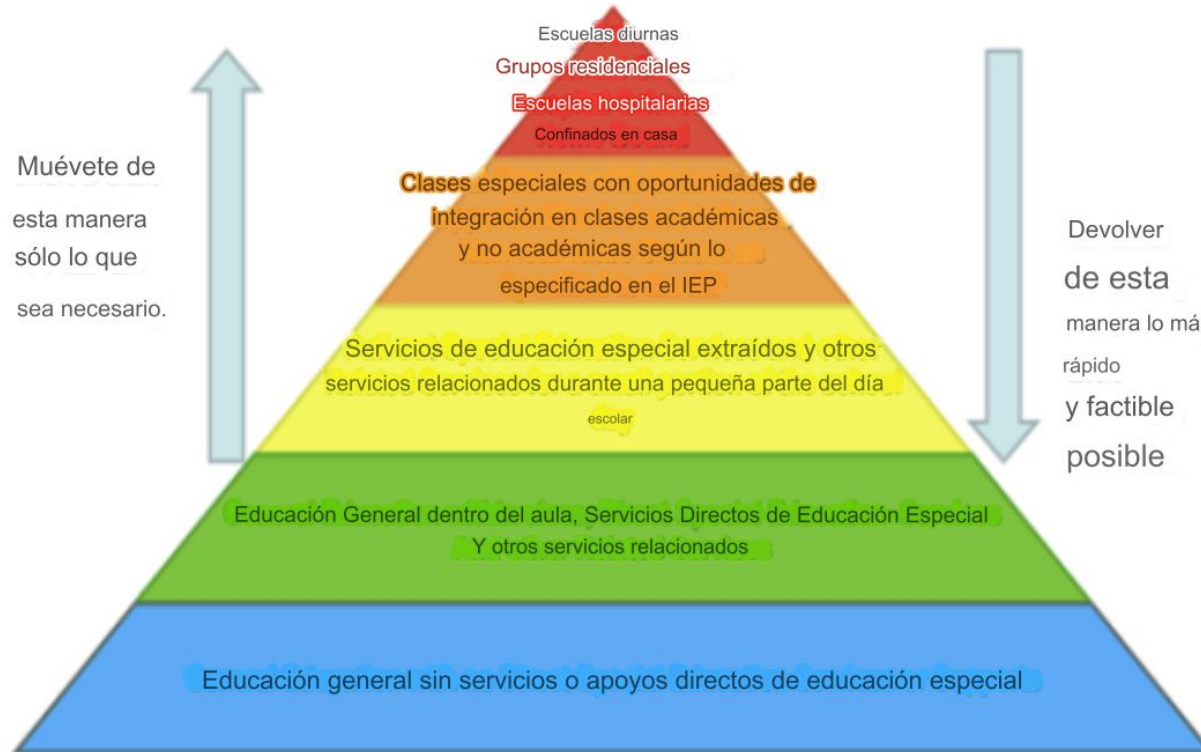 Escuelas diurnas
Grupos residenciales
Escuelas hospitalarias
Confinados en casa
Muévete de
esta manera
sólo lo que
sea necesario.
Clases especiales con oportunidades de
integración en clases académicas
y no académicas según lo
especificado en el IEP
Devolver
de esta
manera lo má
rápido
y factible
posible
Servicios de educación especial extraídos y otros
servicios relacionados durante una pequeña parte del día
escolar
Educación General dentro del aula, Servicios Directos de Educación Especial
Y otros servicios relacionados
Educación general sin servicios o apoyos directos de educación especial